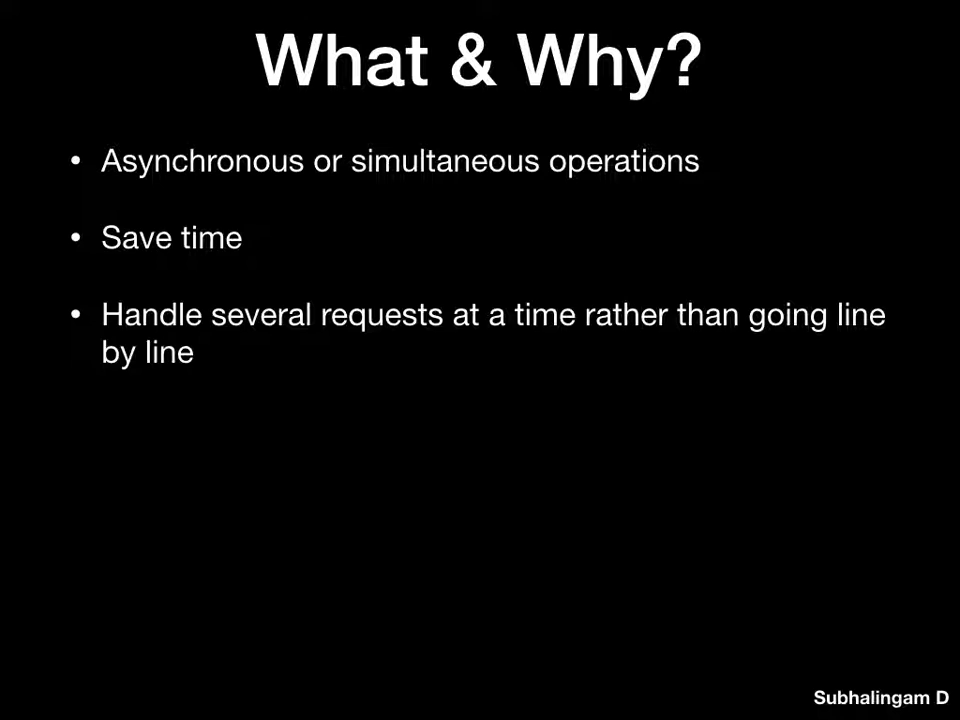 What & Why?
• Asynchronous or simultaneous operations
• Save time
• Handle several requests at a time rather than going line
by line
Subhalingam D